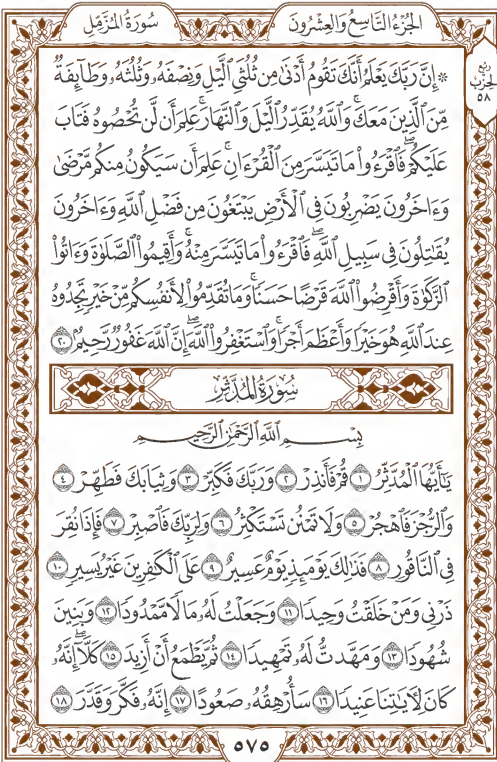 سُورَةُ المُزَّمِّلِ
الجُزْءُ التَّاسِعُ وَالعِشْرُونَ
ربع
الحزب
٥٨
۞ إِنَّ رَبَّكَ يَعْلَمُ أَنَّكَ تَقُومُ أَدْنَىٰ مِن ثُلُثَيِ ٱلَّيْلِ وَنِصْفَهُۥ وَثُلُثَهُۥ وَطَآئِفَةٌ
مِّنَ ٱلَّذِينَ مَعَكَۚ وَٱللَّهُ يُقَدِّرُ ٱلَّيْلَ وَٱلنَّهَارَۚ عَلِمَ أَن لَّن تُحْصُوهُ فَتَابَ
عَلَيْكُمْۖ فَٱقْرَءُوا۟ مَا تَيَسَّرَ مِنَ ٱلْقُرْءَانِۚ عَلِمَ أَن سَيَكُونُ مِنكُم مَّرْضَىٰ
وَءَاخَرُونَ يَضْرِبُونَ فِى ٱلْأَرْضِ يَبْتَغُونَ مِن فَضْلِ ٱللَّهِ وَءَاخَرُونَ
يُقَـٰتِلُونَ فِى سَبِيلِ ٱللَّهِۖ فَٱقْرَءُوا۟ مَا تَيَسَّرَ مِنْهُۚ وَأَقِيمُوا۟ ٱلصَّلَوٰةَ وَءَاتُوا۟
ٱلزَّكَوٰةَ وَأَقْرِضُوا۟ ٱللَّهَ قَرْضًا حَسَنًاۚ وَمَا تُقَدِّمُوا۟ لِأَنفُسِكُم مِّنْ خَيْرٍ تَجِدُوهُ
عِندَ ٱللَّهِ هُوَ خَيْرًا وَأَعْظَمَ أَجْرًاۚ وَٱسْتَغْفِرُوا۟ ٱللَّهَۖ إِنَّ ٱللَّهَ غَفُورٌ رَّحِيمٌۢ ٢٠
سُورَةُ المُدَّثِّرِ
بِسْمِ ٱللَّهِ ٱلرَّحْمَـٰنِ ٱلرَّحِيمِ
يَـٰٓأَيُّهَا ٱلْمُدَّثِّرُ ١ قُمْ فَأَنذِرْ ٢ وَرَبَّكَ فَكَبِّرْ ٣ وَثِيَابَكَ فَطَهِّرْ ٤
وَٱلرُّجْزَ فَٱهْجُرْ ٥ وَلَا تَمْنُن تَسْتَكْثِرُ ٦ وَلِرَبِّكَ فَٱصْبِرْ ٧ فَإِذَا نُقِرَ
فِى ٱلنَّاقُورِ ٨ فَذَٰلِكَ يَوْمَئِذٍ يَوْمٌ عَسِيرٌ ٩ عَلَى ٱلْكَـٰفِرِينَ غَيْرُ يَسِيرٍ ١٠
ذَرْنِى وَمَنْ خَلَقْتُ وَحِيدًا ١١ وَجَعَلْتُ لَهُۥ مَالًا مَّمْدُودًا ١٢ وَبَنِينَ
شُهُودًا ١٣ وَمَهَّدتُّ لَهُۥ تَمْهِيدًا ١٤ ثُمَّ يَطْمَعُ أَنْ أَزِيدَ ١٥ كَلَّآۖ إِنَّهُۥ
كَانَ لِـَٔايَـٰتِنَا عَنِيدًا ١٦ سَأُرْهِقُهُۥ صَعُودًا ١٧ إِنَّهُۥ فَكَّرَ وَقَدَّرَ ١٨
٥٧٥